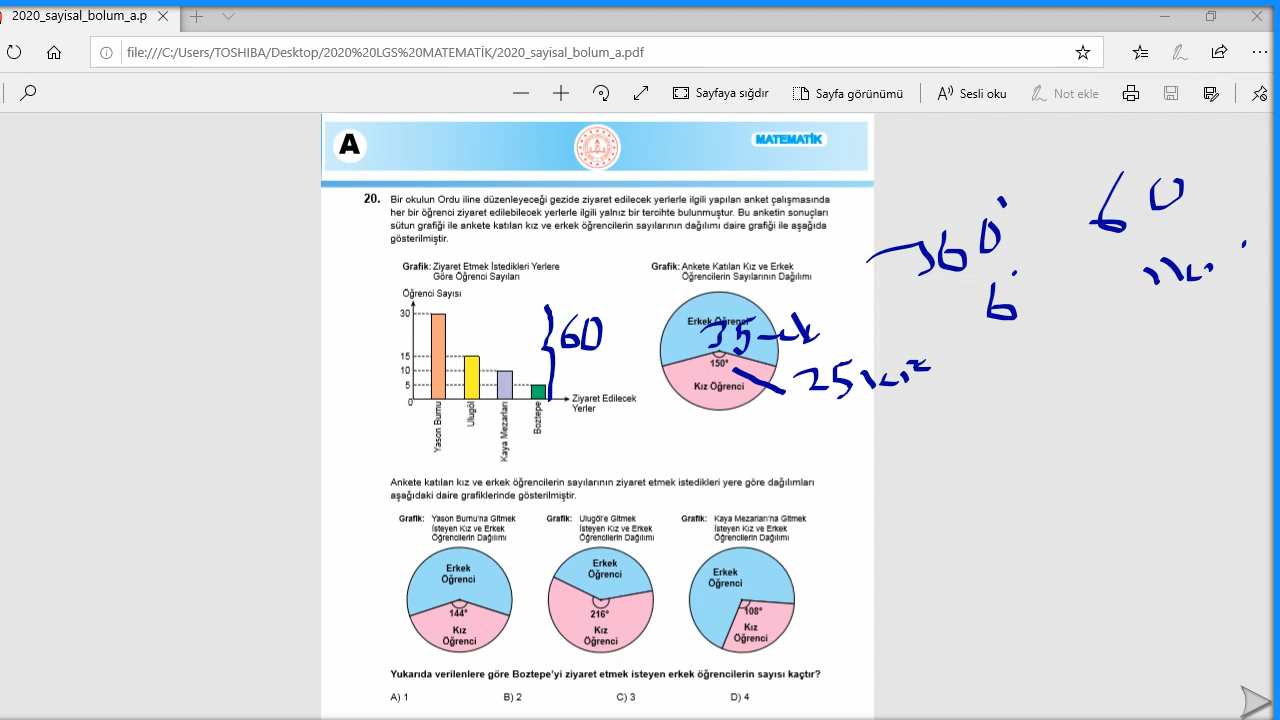 2020_sayisal_bolum_a.p
file:///C:/Users/TOSHIBA/Desktop/2020%20LGS%20MATEMATİK/2020_sayisal_bolum_a.pdf
Sayfaya sığdır
Sayfa görünümü
Sesli oku
Not ekle
A
MATEMATİK
20. Bir okulun Ordu iline düzenleyeceği gezide ziyaret edilecek yerlerle ilgili yapılan anket çalışmasında
her bir öğrenci ziyaret edilebilecek yerlerle ilgili yalnız bir tercihte bulunmuştur. Bu anketin sonuçları
sütun grafiği ile ankete katılan kız ve erkek öğrencilerin sayılarının dağılımı daire grafiği ile aşağıda
gösterilmiştir.
Grafik: Ziyaret Etmek İstedikleri Yerlere
Göre Öğrenci Sayıları
Öğrenci Sayısı
30
15
10
5
0
Yason Burnu
Ulugöl
Kaya Mezarları
Boztepe
Ziyaret Edilecek
Yerler
60
Grafik: Ankete Katılan Kız ve Erkek
Öğrencilerin Sayılarının Dağılımı
Erkek Öğrenci
35
150°
Kız Öğrenci
25 kız
60
6
60
Ankete katılan kız ve erkek öğrencilerin sayılarının ziyaret etmek istedikleri yere göre dağılımları
aşağıdaki daire grafiklerinde gösterilmiştir.
Grafik: Yason Burnu'na Gitmek
İsteyen Kız ve Erkek
Öğrencilerin Dağılımı
Erkek
Öğrenci
144°
Kız
Öğrenci
Grafik: Ulugöl'e Gitmek
İsteyen Kız ve Erkek
Öğrencilerin Dağılımı
Erkek
Öğrenci
216°
Kız
Öğrenci
Grafik: Kaya Mezarları'na Gitmek
İsteyen Kız ve Erkek
Öğrencilerin Dağılımı
Erkek
Öğrenci
108°
Kız
Öğrenci
Yukarıda verilenlere göre Boztepe'yi ziyaret etmek isteyen erkek öğrencilerin sayısı kaçtır?
A) 1 B) 2 C) 3 D) 4